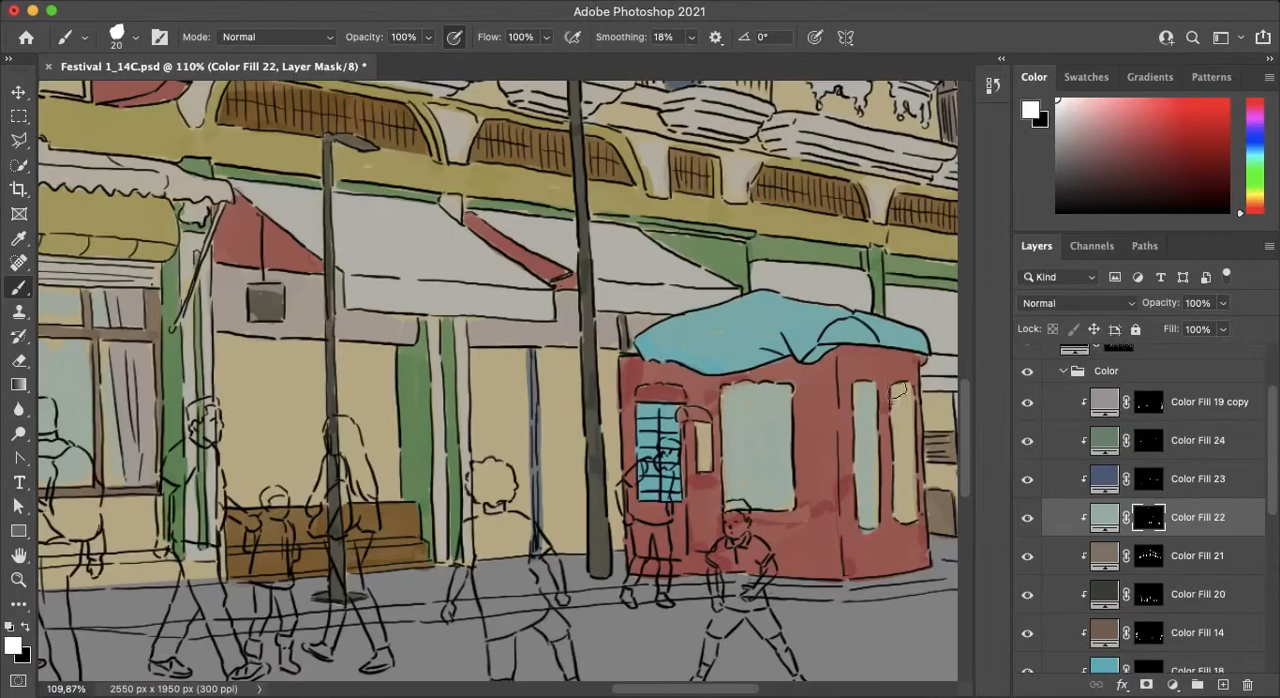 Adobe Photoshop 2021
20 Mode: Normal Opacity: 100% Flow: 100% Smoothing: 18% 0°
Festival 1_14C.psd @ 110% (Color Fill 22, Layer Mask/8) *
Color Swatches Gradients Patterns
Layers Channels Paths
Kind
Normal Opacity: 100%
Lock: Fill: 100%
Color
Color Fill 19 copy
Color Fill 24
Color Fill 23
Color Fill 22
Color Fill 21
Color Fill 20
Color Fill 14
Color Fill 18
109,87% 2550 px x 1950 px (300 ppi)